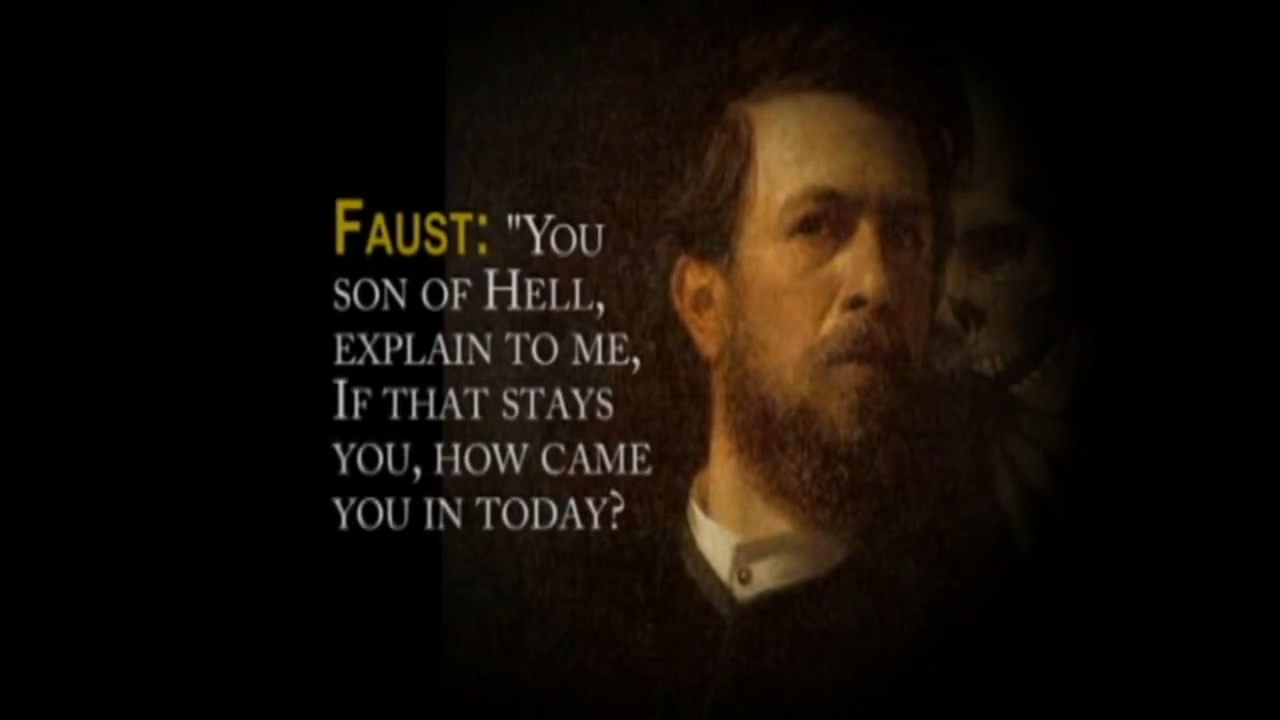 FAUST: "YOU
SON OF HELL,
EXPLAIN TO ME,
IF THAT STAYS
YOU, HOW CAME
YOU IN TODAY?